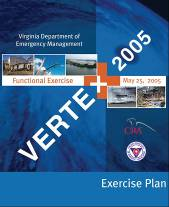 Virginia Department of
Emergency Management
Functional Exercise
May 25, 2005
VERTEX 2005
Exercise Plan